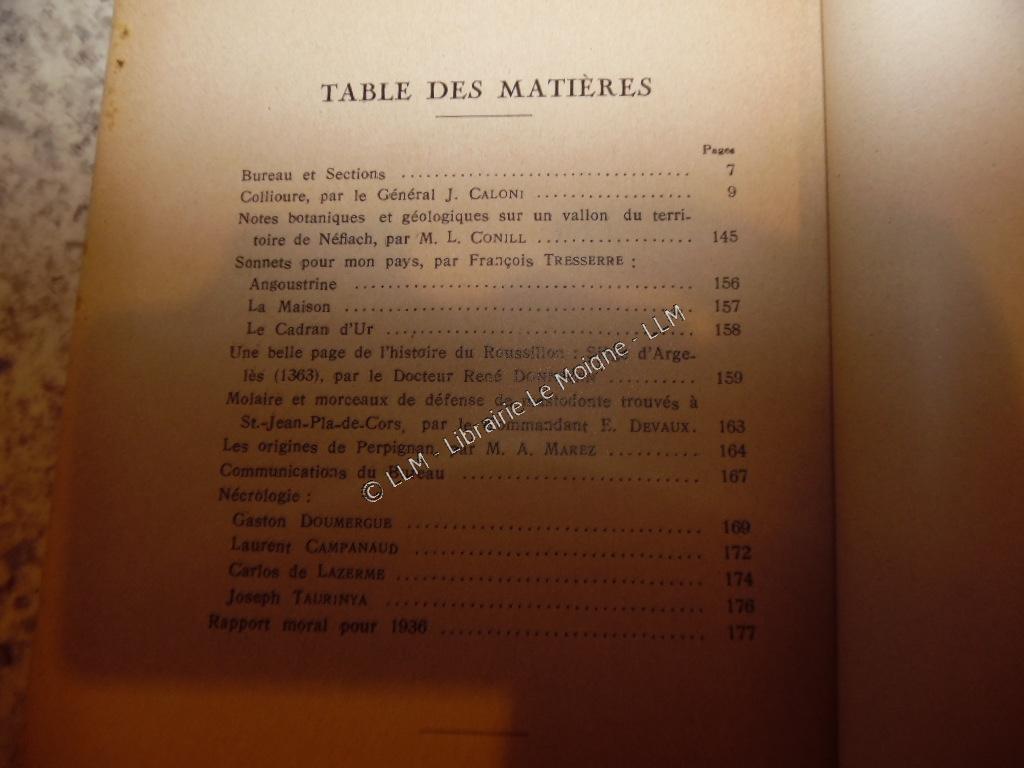 TABLE DES MATIÈRES
Pages
Bureau et Sections ................................. 7
Collioure, par le Général J. CALONI .................. 9
Notes botaniques et géologiques sur un vallon du terri-
toire de Néfiach, par M. L. CONILL .................. 145
Sonnets pour mon pays, par François TRESSERRE :
Angoustrine ....................................... 156
La Maison ........................................ 157
Le Cadran d'Ur ................................... 158
Une belle page de l'histoire du Roussillon : d'Arge-
lès (1363), par le Docteur René .......... 159
Molaire et morceaux de défense de mastodonte trouvés à
St.-Jean-Pla-de-Cors, par le Commandant E. DEVAUX. 163
Les origines de Perpignan, par M. A. MAREZ .......... 164
Communications du Bureau ........................... 167
Nécrologie :
Gaston DOUMERGUE ................................ 169
Laurent CAMPANAUD ............................... 172
Carlos de LAZERME ................................ 174
Joseph TAURINYA ................................. 176
Rapport moral pour 1936 ............................ 177
© LLM - Librairie Le Moigne - LLM